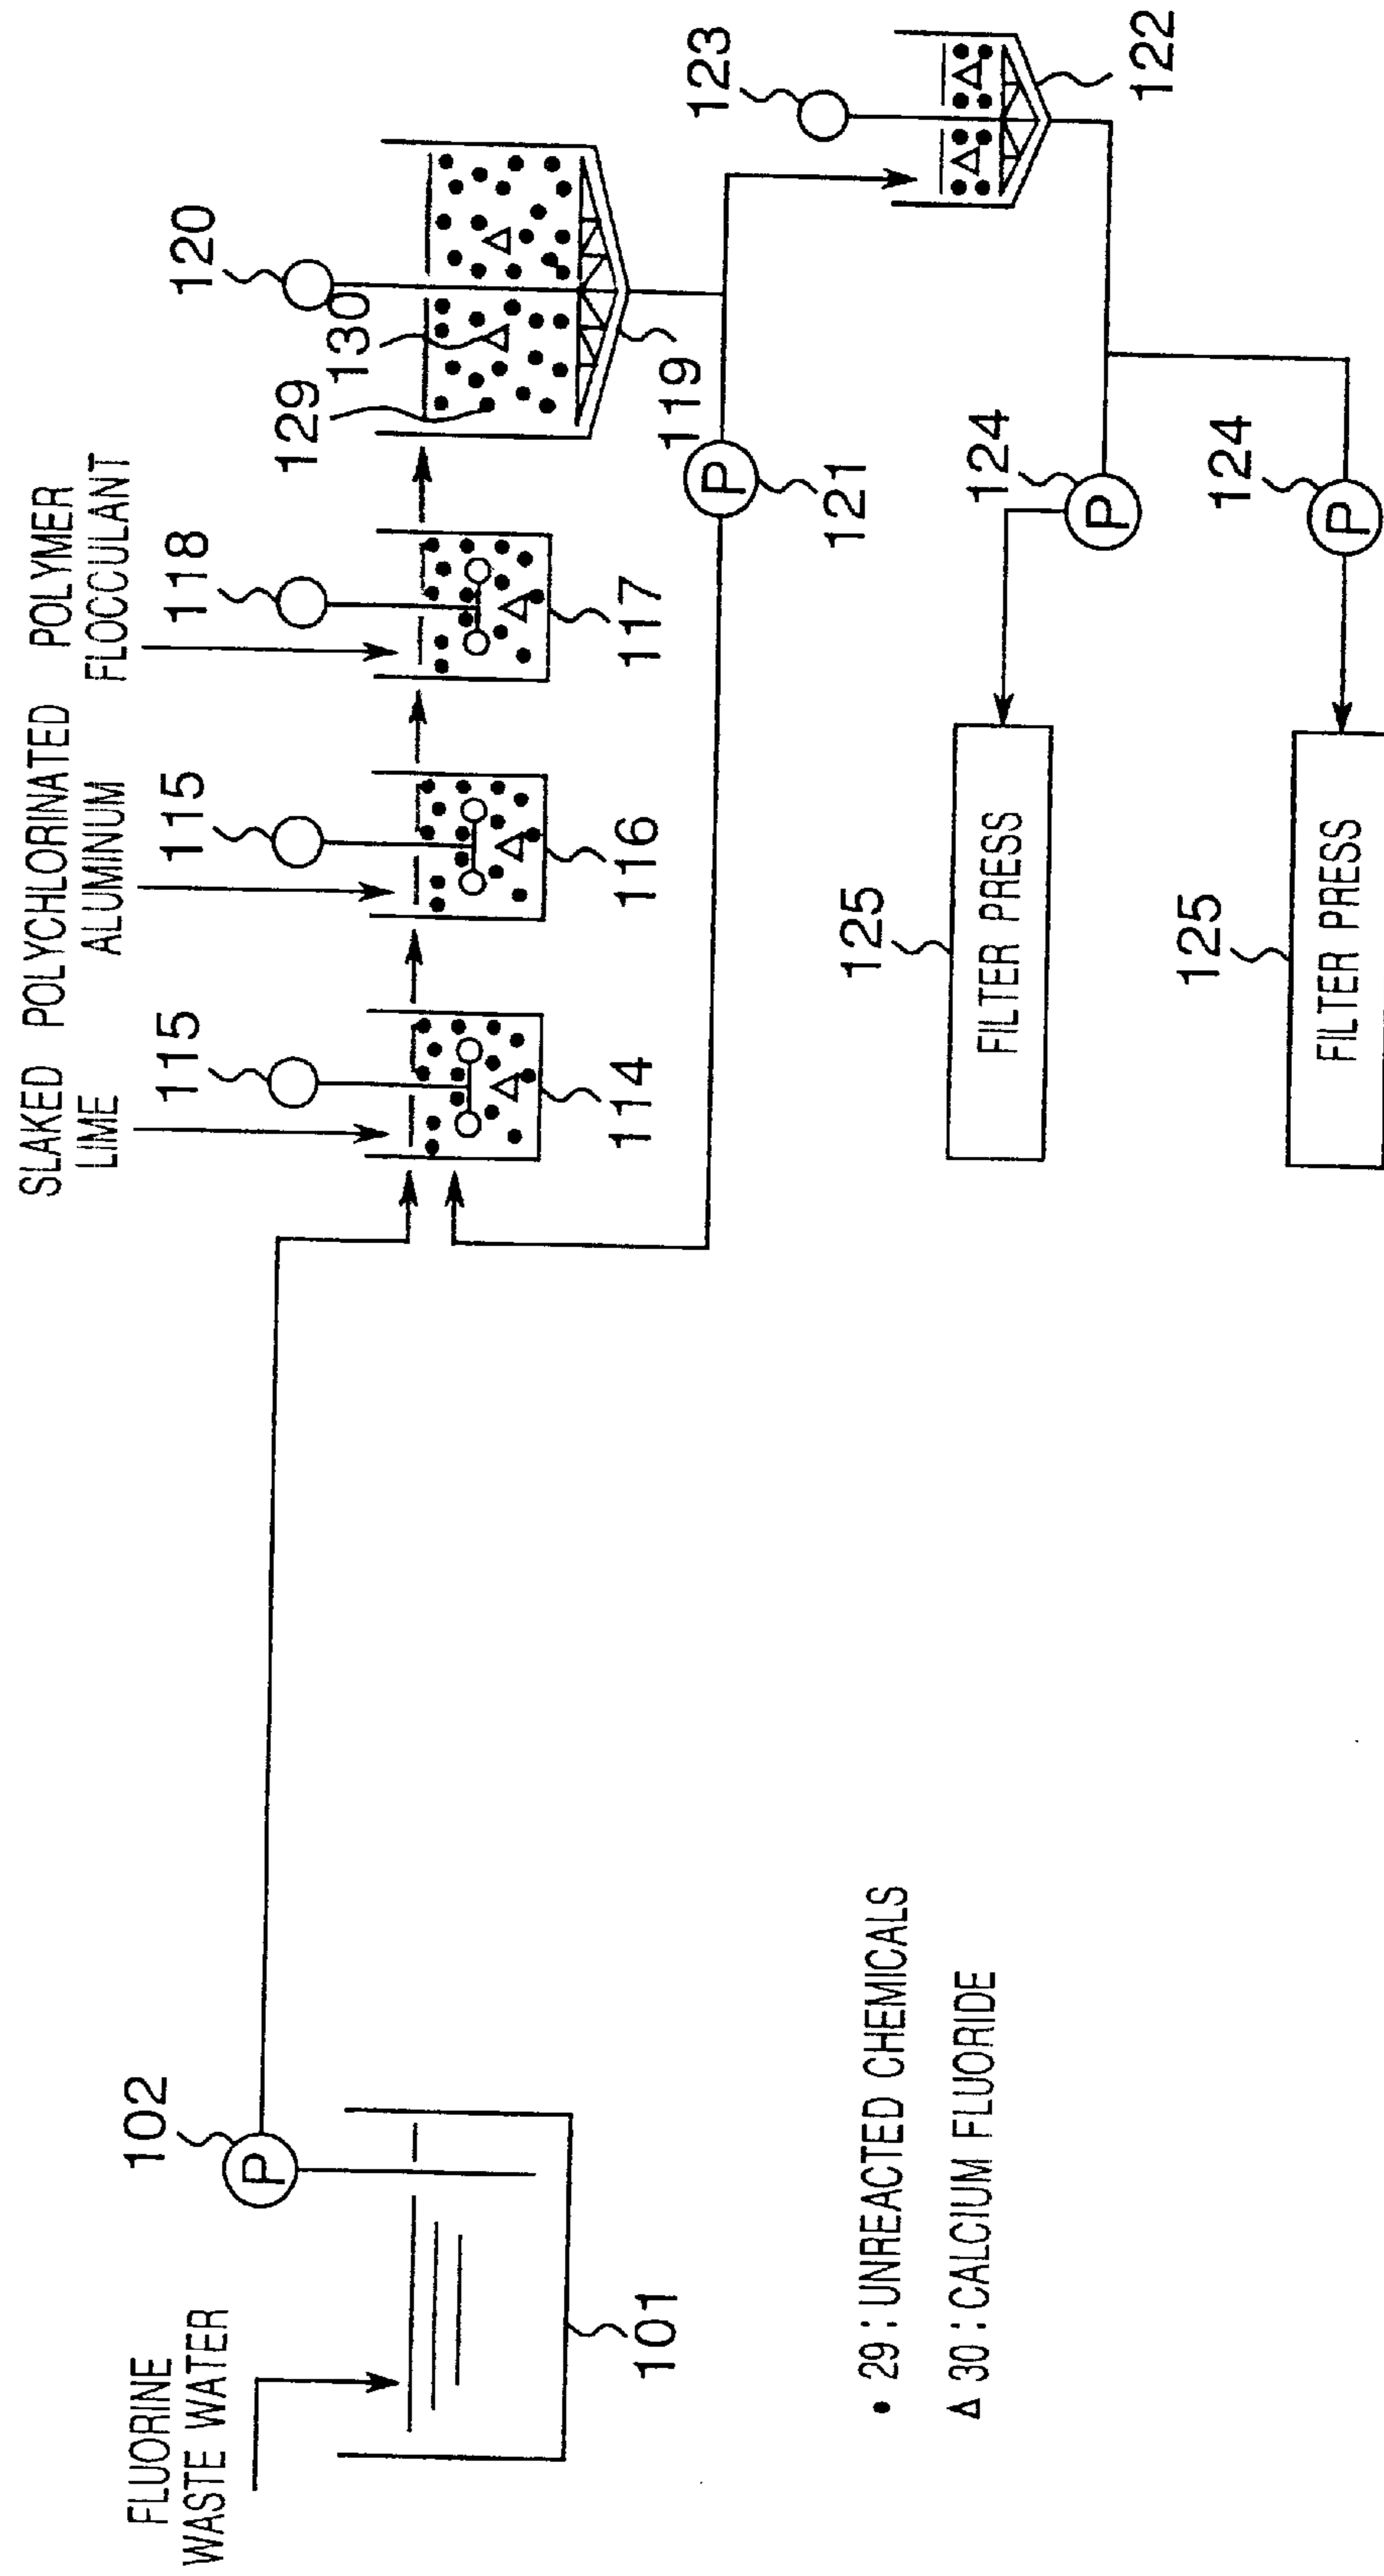 FLUORINE
WASTE WATER
102
P
101
SLAKED
LIME
115
114
POLYCHLORINATED
ALUMINUM
115
116
POLYMER
FLOCCULANT
118
117
129
130
120
119
P
121
123
122
124
P
124
P
125
FILTER PRESS
125
FILTER PRESS
• 29 : UNREACTED CHEMICALS
Δ 30 : CALCIUM FLUORIDE